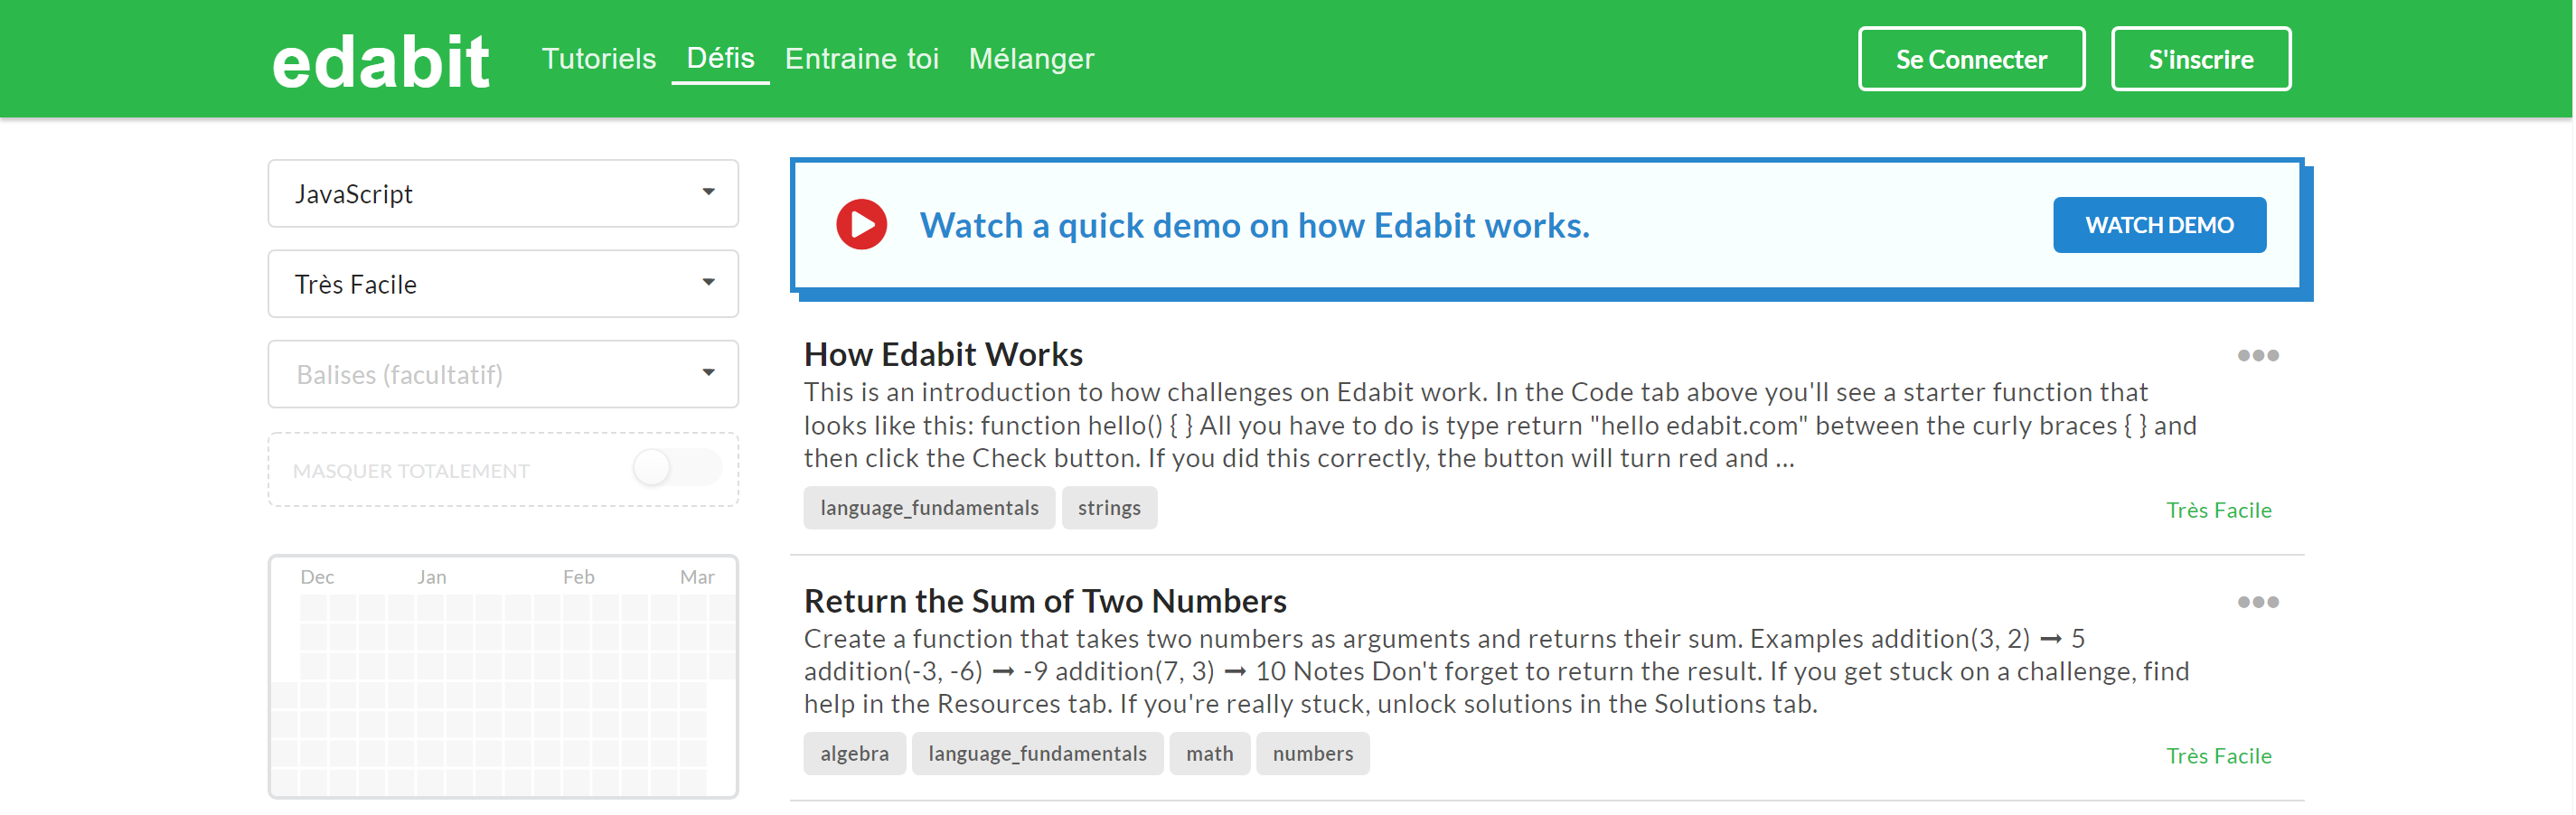 edabit
Tutoriels Défis Entraine toi Mélanger
Se Connecter
S'inscrire
JavaScript
Très Facile
Balises (facultatif)
MASQUER TOTALEMENT
Dec Jan Feb Mar
Watch a quick demo on how Edabit works.
WATCH DEMO
How Edabit Works
This is an introduction to how challenges on Edabit work. In the Code tab above you'll see a starter function that
looks like this: function hello() { } All you have to do is type return "hello edabit.com" between the curly braces { } and
then click the Check button. If you did this correctly, the button will turn red and ...
language_fundamentals strings
Très Facile
Return the Sum of Two Numbers
Create a function that takes two numbers as arguments and returns their sum. Examples addition(3, 2) ➞ 5
addition(-3, -6) ➞ -9 addition(7, 3) ➞ 10 Notes Don't forget to return the result. If you get stuck on a challenge, find
help in the Resources tab. If you're really stuck, unlock solutions in the Solutions tab.
algebra language_fundamentals math numbers
Très Facile